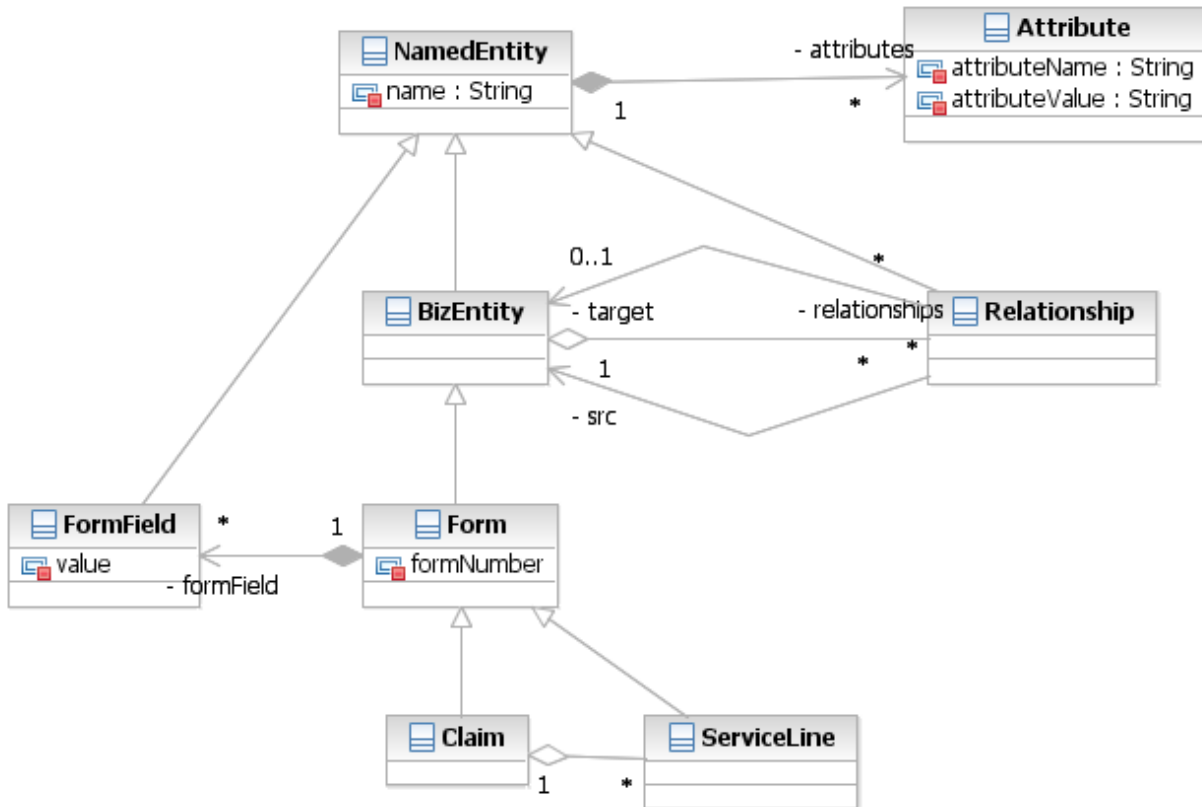 NamedEntity
name : String
Attribute
attributeName : String
attributeValue : String
- attributes
1
*
*
0..1
- target
- relationships
BizEntity
Relationship
1
*
*
- src
FormField
value
*
1
- formField
Form
formNumber
Claim
1
*
ServiceLine